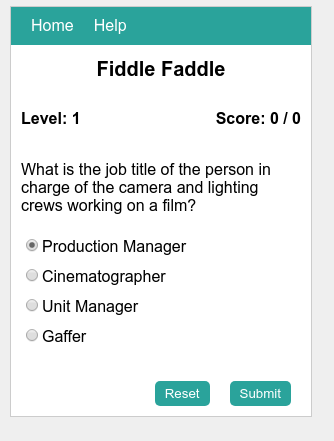 Home Help
Fiddle Faddle
Level: 1 Score: 0 / 0
What is the job title of the person in
charge of the camera and lighting
crews working on a film?
Production Manager
Cinematographer
Unit Manager
Gaffer
Reset Submit